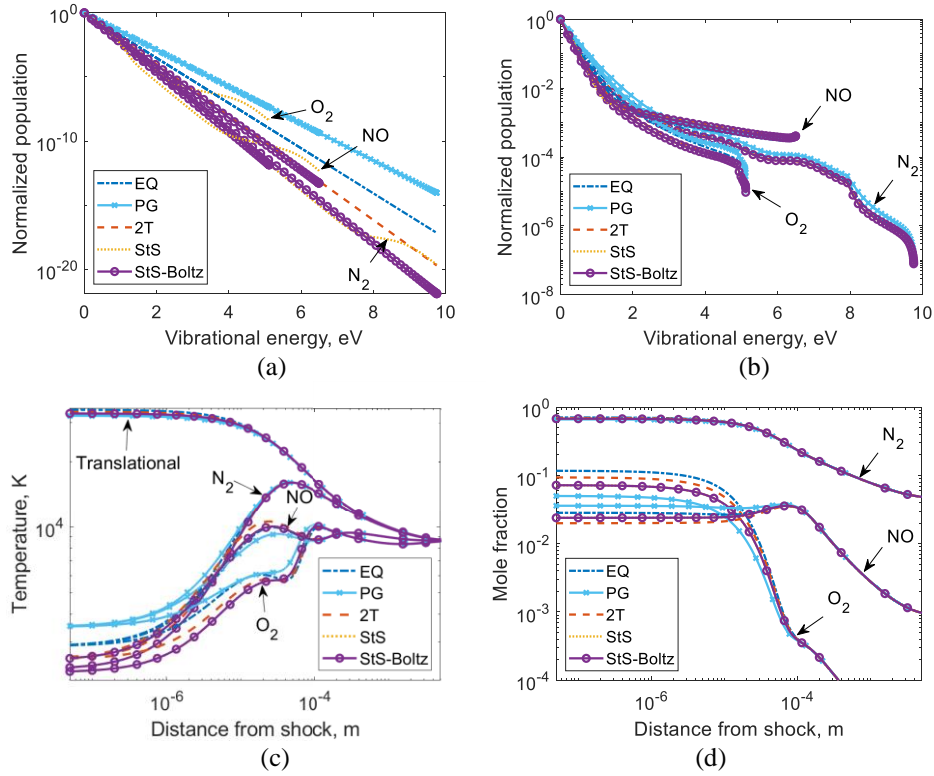 10^0
10^-10
10^-20
Normalized population
O2
NO
N2
EQ
PG
2T
StS
StS-Boltz
0 2 4 6 8 10
Vibrational energy, eV
(a)
10^0
10^-2
10^-4
10^-6
10^-8
Normalized population
NO
N2
O2
EQ
PG
2T
StS
StS-Boltz
0 2 4 6 8 10
Vibrational energy, eV
(b)
Temperature, K
10^4
Translational
N2
NO
O2
EQ
PG
2T
StS
StS-Boltz
10^-6 10^-4
Distance from shock, m
(c)
10^0
10^-1
10^-2
10^-3
10^-4
Mole fraction
N2
NO
O2
EQ
PG
2T
StS
StS-Boltz
10^-6 10^-4
Distance from shock, m
(d)